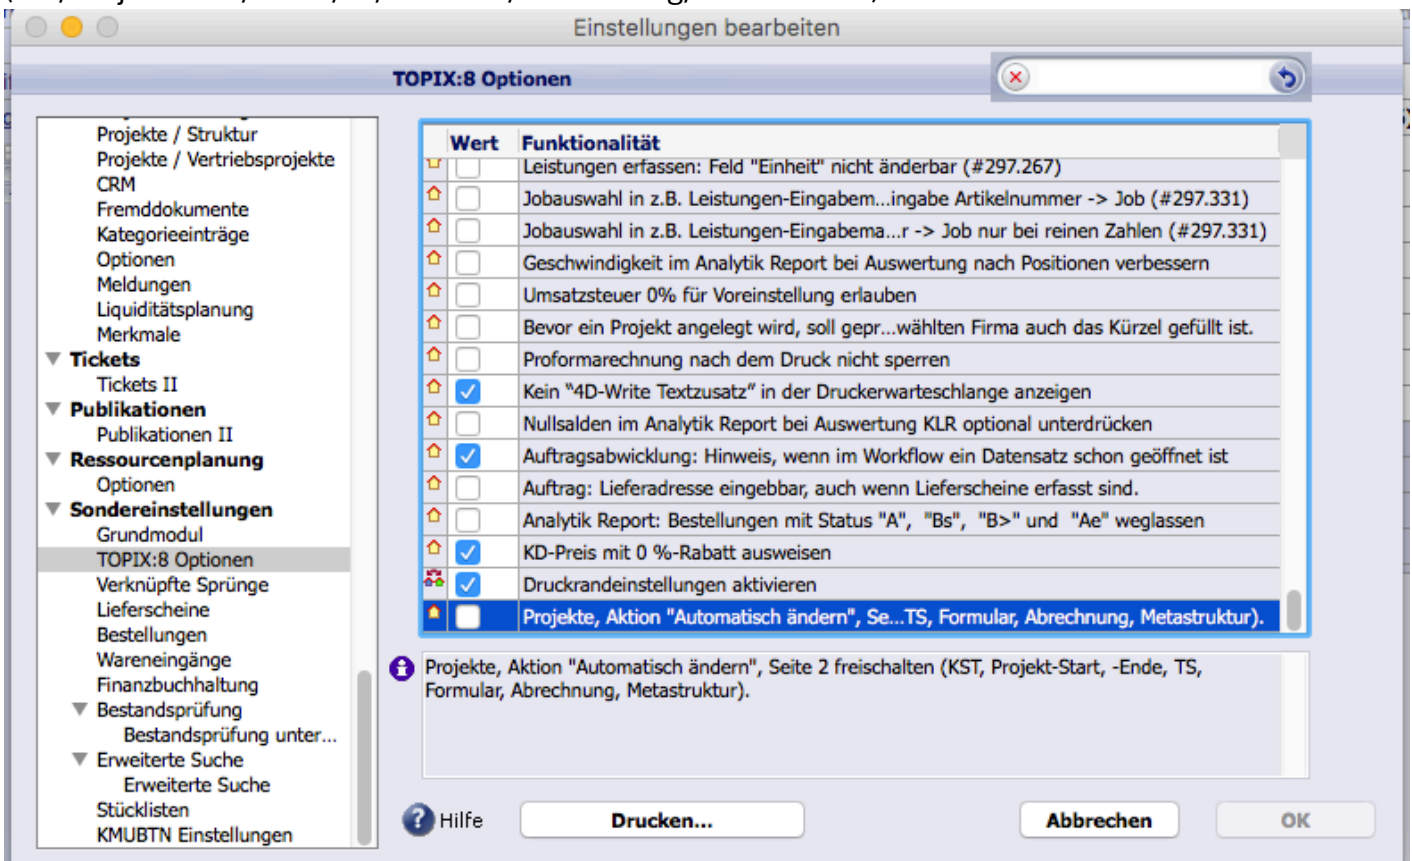 Einstellungen bearbeiten
TOPIX:8 Optionen
Projekte / Struktur
Projekte / Vertriebsprojekte
CRM
Fremddokumente
Kategorieeinträge
Optionen
Meldungen
Liquiditätsplanung
Merkmale
Tickets
Tickets II
Publikationen
Publikationen II
Ressourcenplanung
Optionen
Sondereinstellungen
Grundmodul
TOPIX:8 Optionen
Verknüpfte Sprünge
Lieferscheine
Bestellungen
Wareneingänge
Finanzbuchhaltung
Bestandsprüfung
Bestandsprüfung unter...
Erweiterte Suche
Erweiterte Suche
Stücklisten
KMUBTN Einstellungen
Wert Funktionalität
Leistungen erfassen: Feld "Einheit" nicht änderbar (#297.267)
Jobauswahl in z.B. Leistungen-Eingabem...ingabe Artikelnummer -> Job (#297.331)
Jobauswahl in z.B. Leistungen-Eingabema...r -> Job nur bei reinen Zahlen (#297.331)
Geschwindigkeit im Analytik Report bei Auswertung nach Positionen verbessern
Umsatzsteuer 0% für Voreinstellung erlauben
Bevor ein Projekt angelegt wird, soll gepr...wählten Firma auch das Kürzel gefüllt ist.
Proformarechnung nach dem Druck nicht sperren
Kein “4D-Write Textzusatz” in der Druckerwarteschlange anzeigen
Nullsalden im Analytik Report bei Auswertung KLR optional unterdrücken
Auftragsabwicklung: Hinweis, wenn im Workflow ein Datensatz schon geöffnet ist
Auftrag: Lieferadresse eingebbar, auch wenn Lieferscheine erfasst sind.
Analytik Report: Bestellungen mit Status "A", "Bs", "B>" und "Ae" weglassen
KD-Preis mit 0 %-Rabatt ausweisen
Druckrandeinstellungen aktivieren
Projekte, Aktion "Automatisch ändern", Se...TS, Formular, Abrechnung, Metastruktur).
Projekte, Aktion "Automatisch ändern", Seite 2 freischalten (KST, Projekt-Start, -Ende, TS,
Formular, Abrechnung, Metastruktur).
Hilfe
Drucken...
Abbrechen
OK